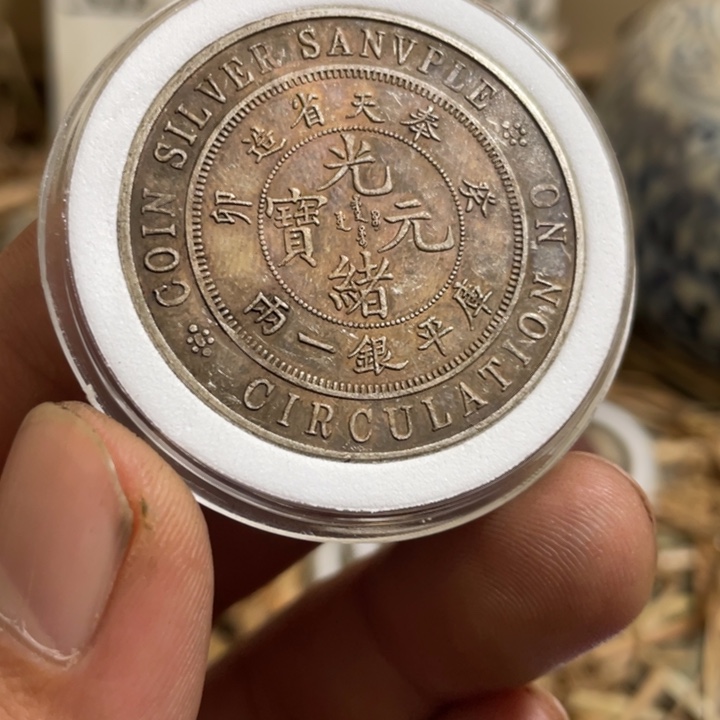 COIN SILVER SANVPLE
奉天省造
癸卯
光緒元寶
庫平銀一兩
CIRCULATION ON